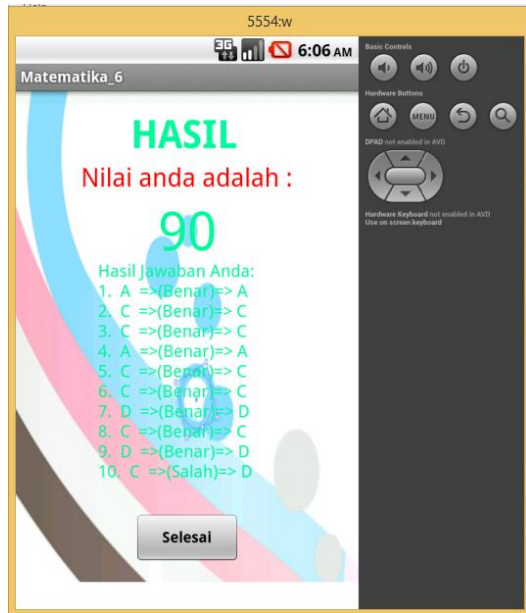 5554:w
3G 6:06 AM
Matematika_6
HASIL
Nilai anda adalah :
90
Hasil Jawaban Anda:
1. A =>(Benar)=> A
2. C =>(Benar)=> C
3. C =>(Benar)=> C
4. A =>(Benar)=> A
5. C =>(Benar)=> C
6. C =>(Benar)=> C
7. D =>(Benar)=> D
8. C =>(Benar)=> C
9. D =>(Benar)=> D
10. C =>(Salah)=> D
Selesai
Basic Controls
Hardware Buttons
MENU
DPAD not enabled in AVD
Hardware Keyboard not enabled in AVD
Use on screen keyboard